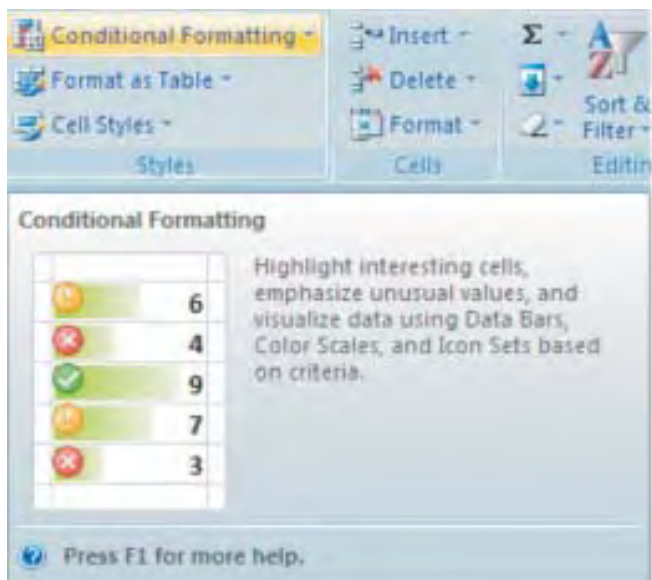 Conditional Formatting
Insert
Σ
A
Z
Format as Table
Delete
Sort &
Cell Styles
Format
Filter
Styles
Cells
Editin
Conditional Formatting
Highlight interesting cells,
emphasize unusual values, and
visualize data using Data Bars,
Color Scales, and Icon Sets based
on criteria.
6
4
9
7
3
Press F1 for more help.